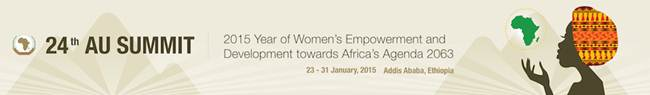 24th AU SUMMIT
2015 Year of Women's Empowerment and
Development towards Africa's Agenda 2063
23 - 31 January, 2015 Addis Ababa, Ethiopia